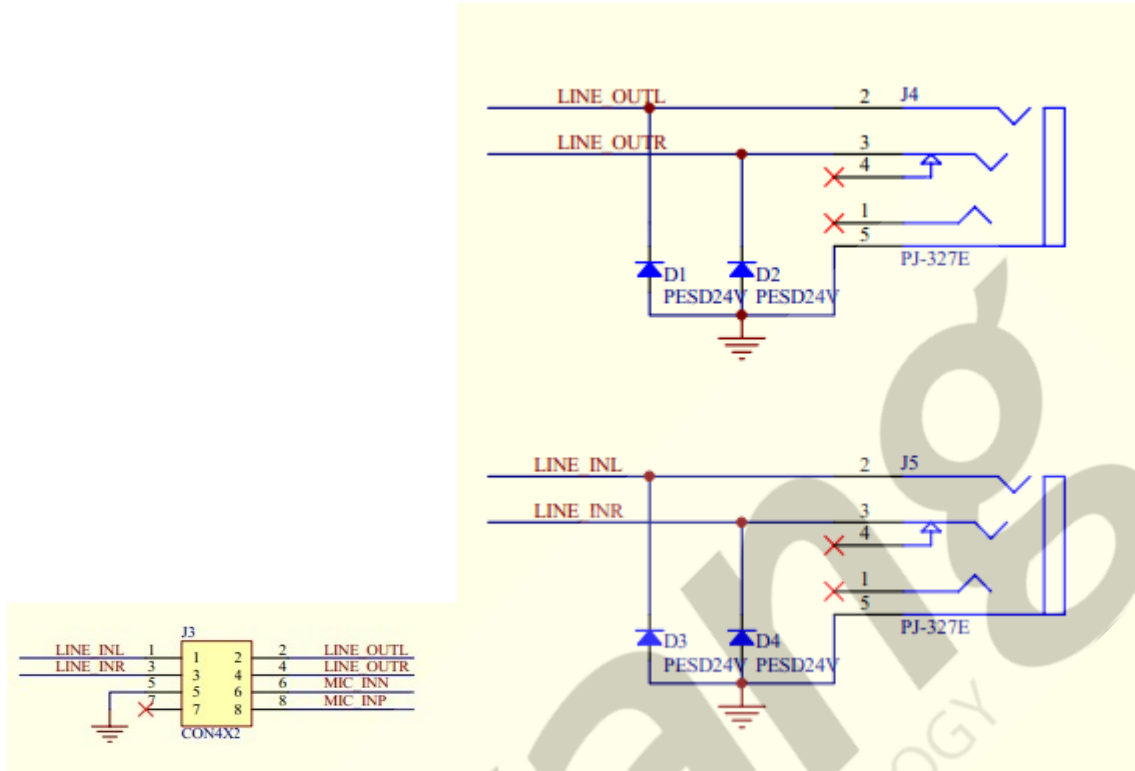 LINE_OUTL 2 J4
LINE_OUTR 3
4
1
5
PJ-327E
D1 D2
PESD24V PESD24V
LINE_INL 2 J5
LINE_INR 3
4
1
5
PJ-327E
D3 D4
PESD24V PESD24V
J3
LINE_INL 1 1 2 2 LINE_OUTL
LINE_INR 3 3 4 4 LINE_OUTR
5 5 6 6 MIC_INN
7 7 8 8 MIC_INP
CON4X2
ang
OGY